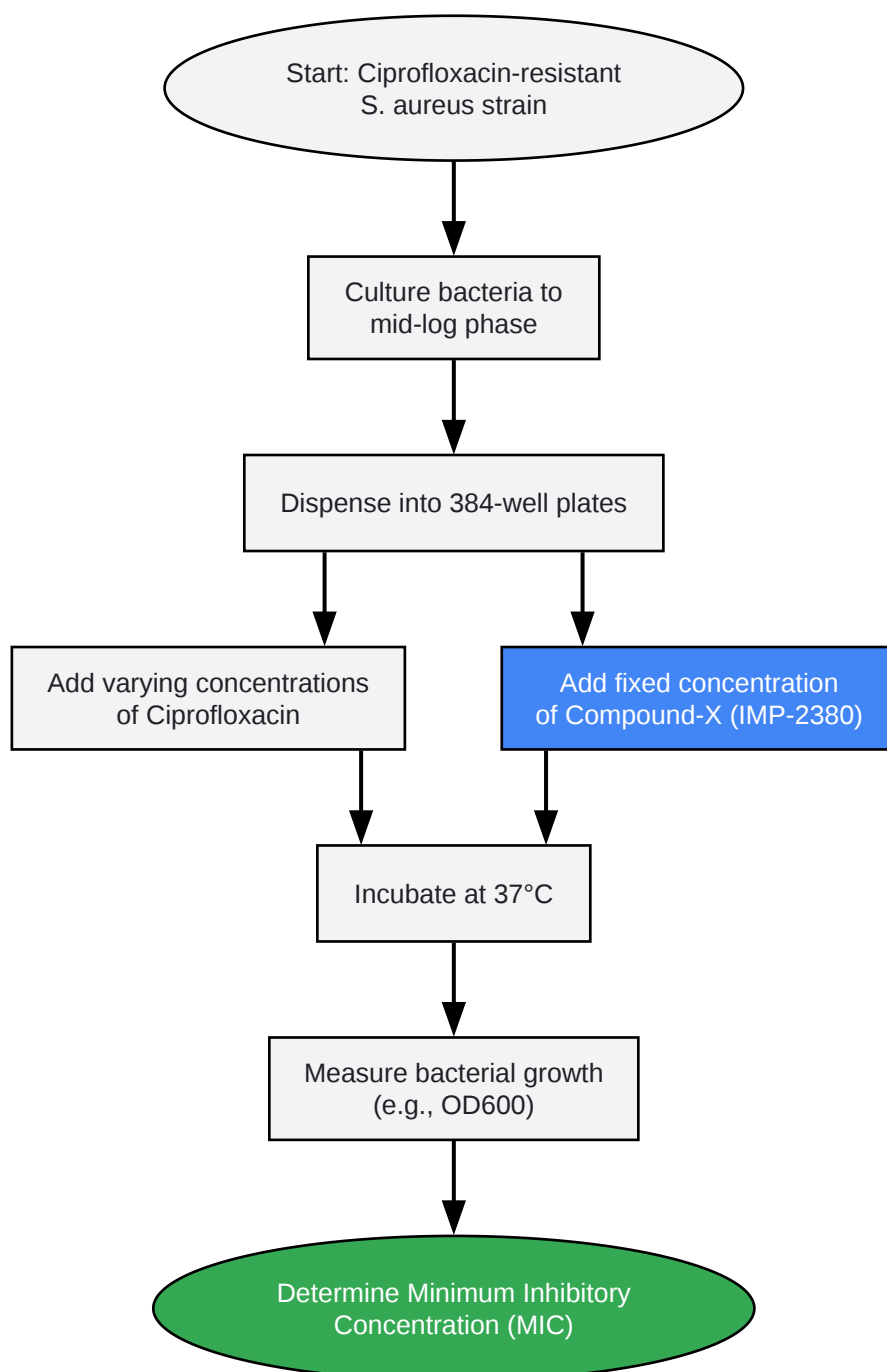 Start: Ciprofloxacin-resistant
S. aureus strain
Culture bacteria to
mid-log phase
Dispense into 384-well plates
Add varying concentrations
of Ciprofloxacin
Add fixed concentration
of Compound-X (IMP-2380)
Incubate at 37°C
Measure bacterial growth
(e.g., OD600)
Determine Minimum Inhibitory
Concentration (MIC)